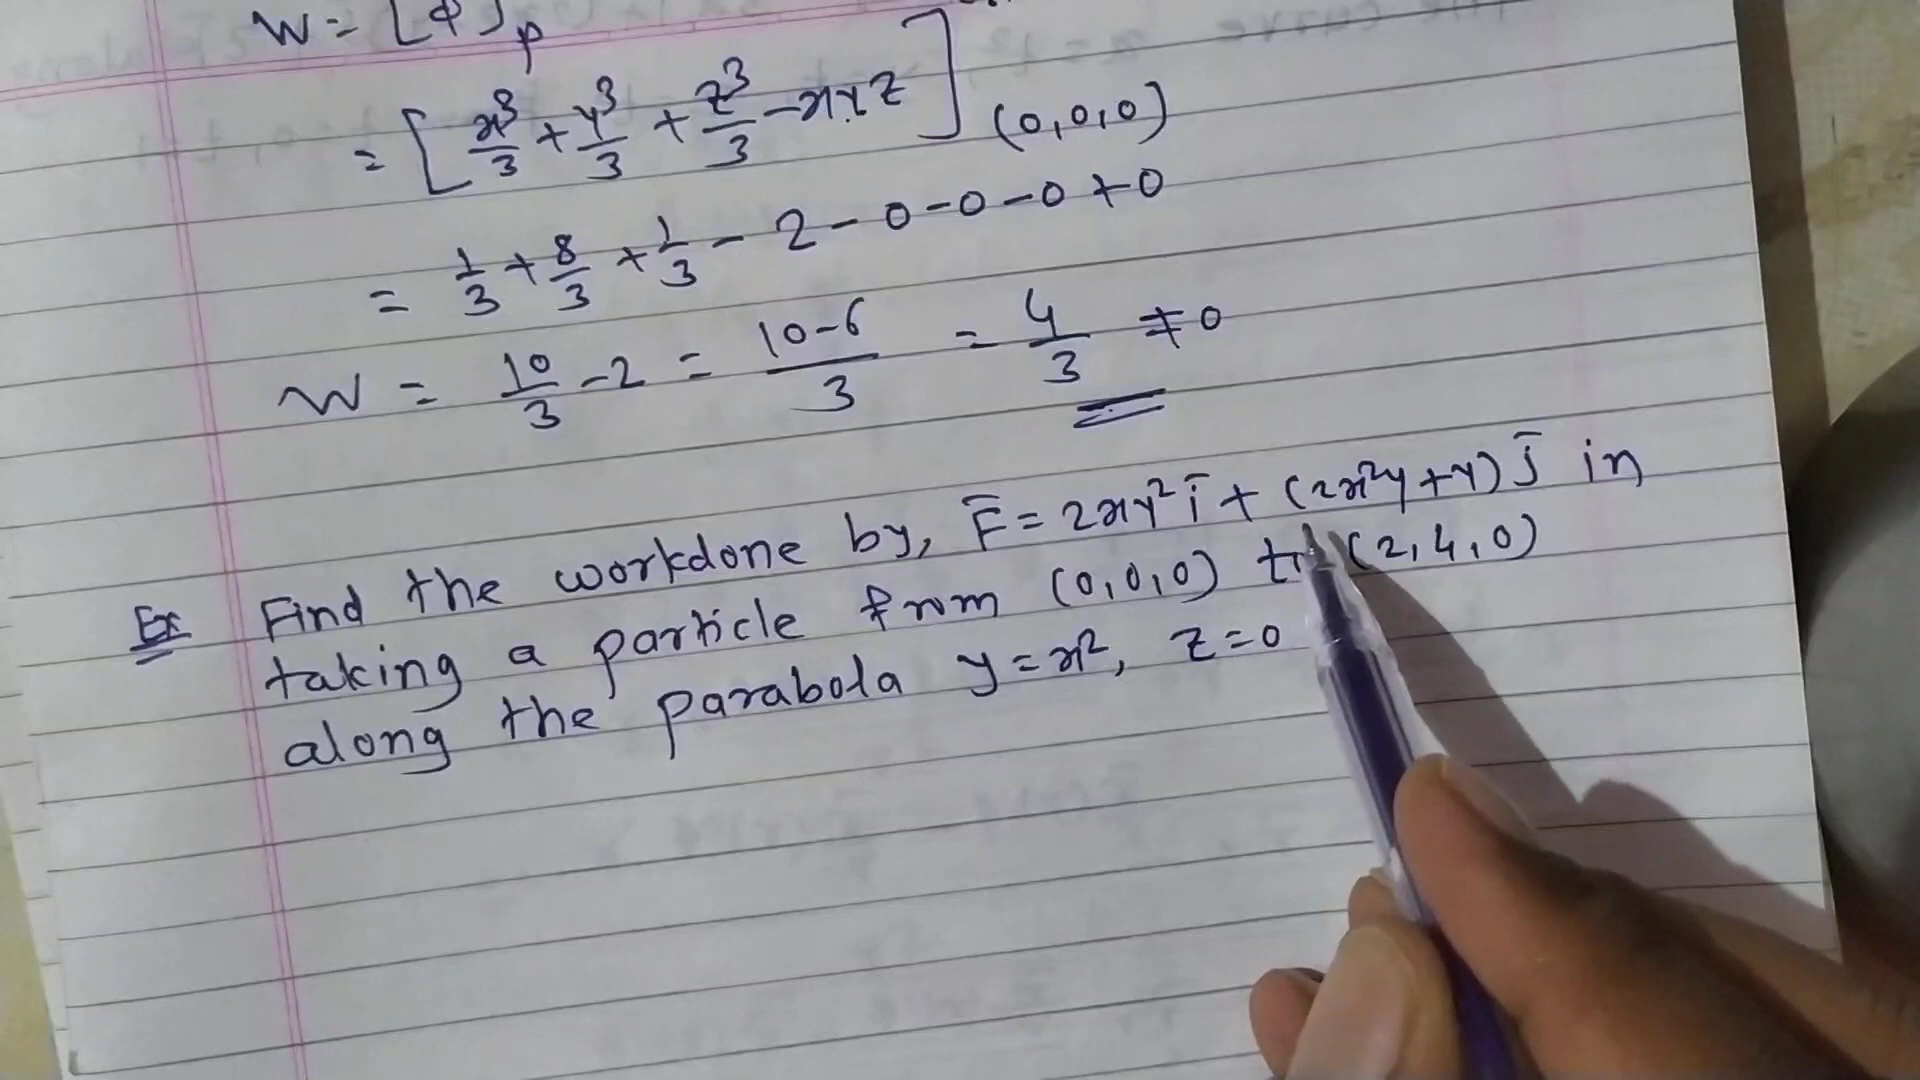 W = [ϕ]p
= [x³/3 + y³/3 + z³/3 - xyz](0,0,0)
= 1/3 + 8/3 + 1/3 - 2 - 0 - 0 - 0 + 0
W = 10/3 - 2 = 10-6/3 = 4/3 ≠ 0
Ex Find the workdone by, F̄ = 2xy² ī + (2x²y + y) j̄ in
taking a particle from (0,0,0) (2,4,0)
along the parabola y = x², z = 0